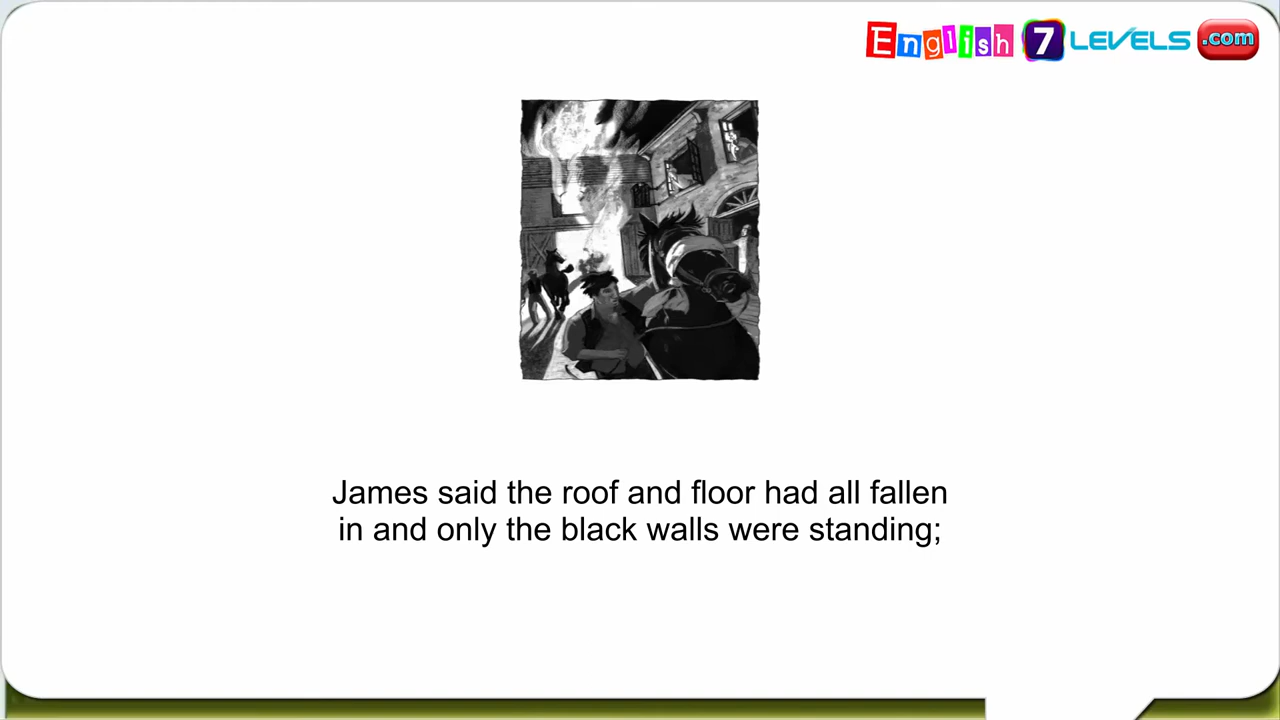 English 7 LEVELS .com
James said the roof and floor had all fallen
in and only the black walls were standing;